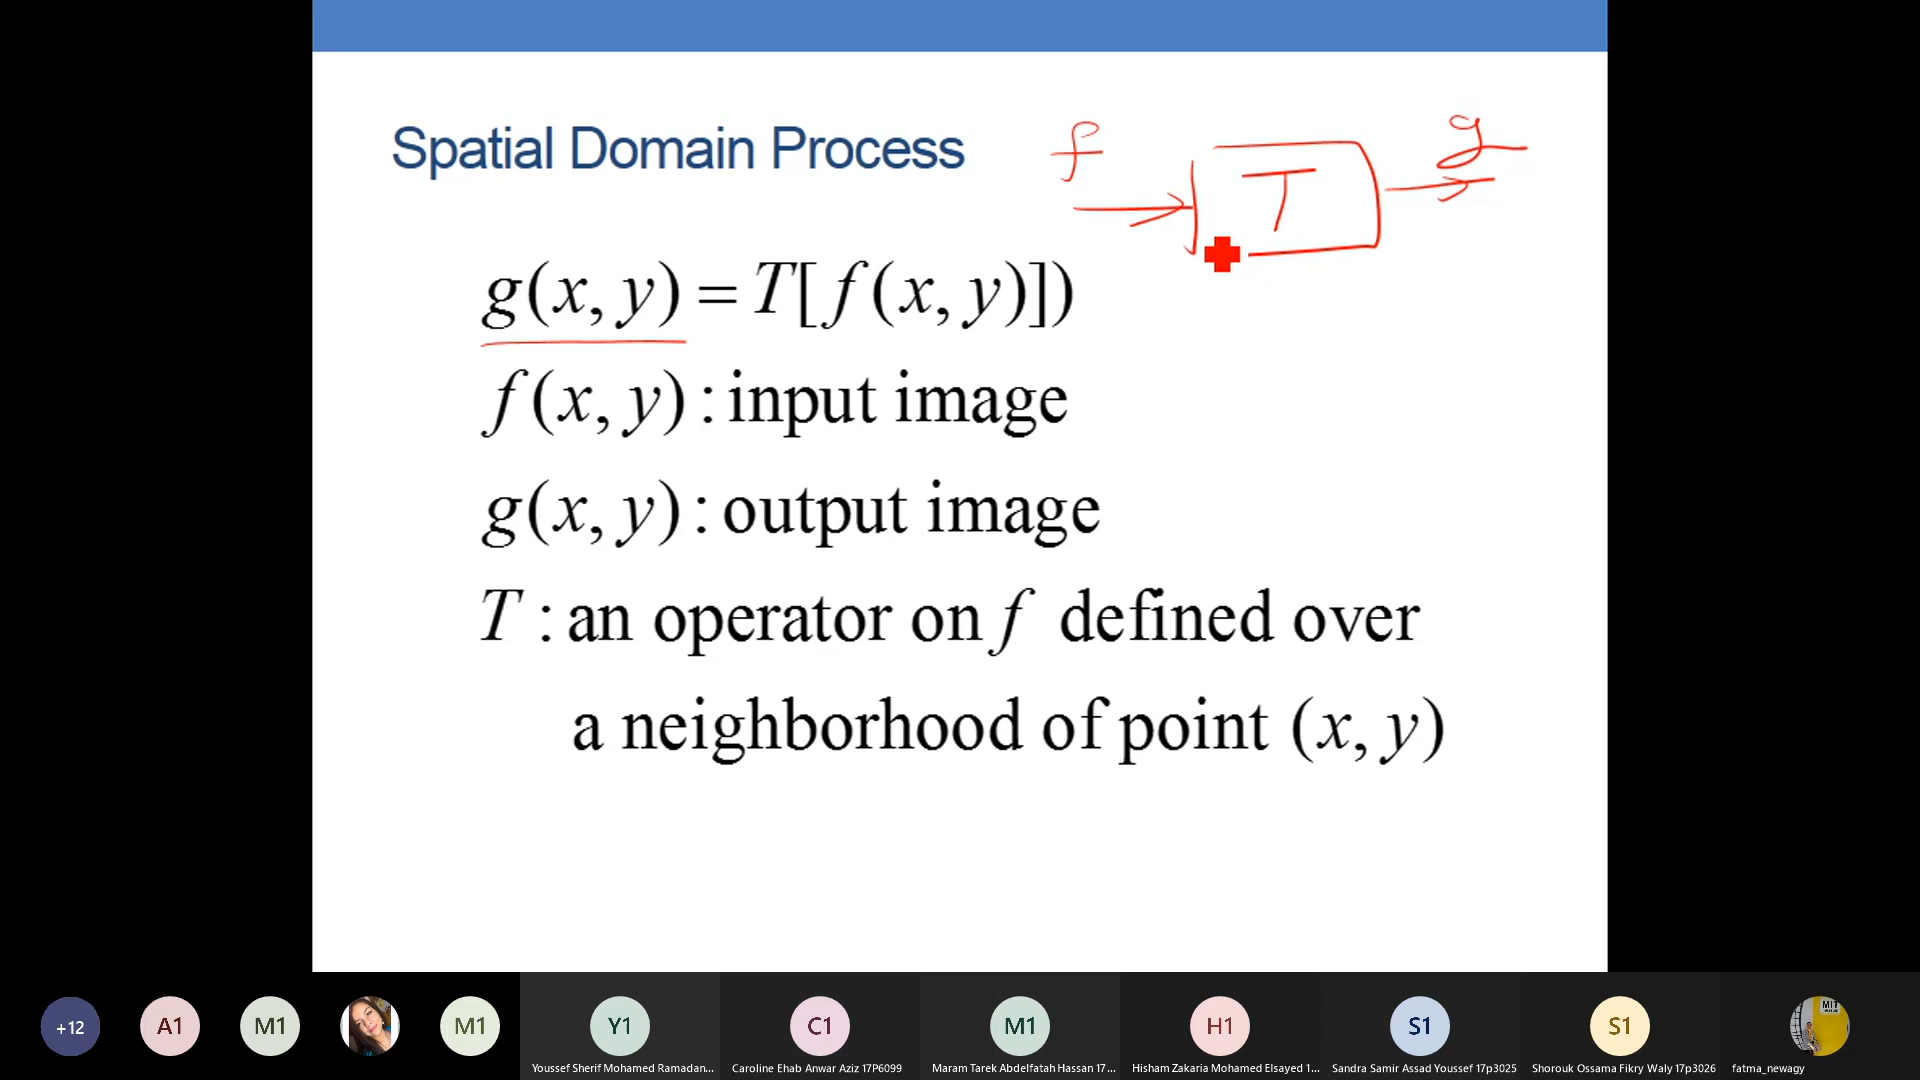 Spatial Domain Process
f
T
g
g(x, y) = T[f(x, y)])
f(x, y) : input image
g(x, y) : output image
T : an operator on f defined over
a neighborhood of point (x, y)
+12
A1
M1
M1
Y1
C1
M1
H1
S1
S1
MIT
Youssef Sherif Mohamed Ramadan...
Caroline Ehab Anwar Aziz 17P6099
Maram Tarek Abdelfatah Hassan 17 ...
Hisham Zakaria Mohamed Elsayed 1...
Sandra Samir Assad Youssef 17p3025
Shorouk Ossama Fikry Waly 17p3026
fatma_newagy